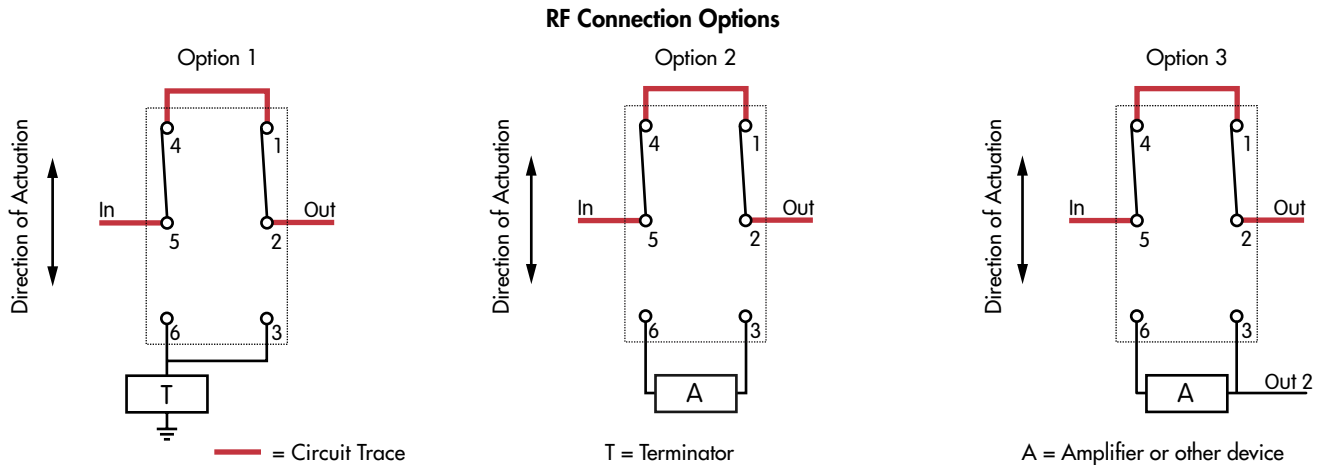 RF Connection Options
Option 1
Direction of Actuation
4
1
In
Out
5
2
6
3
T
Option 2
Direction of Actuation
4
1
In
Out
5
2
6
3
A
Option 3
Direction of Actuation
4
1
In
Out
5
2
6
3
A
Out 2
= Circuit Trace
T = Terminator
A = Amplifier or other device